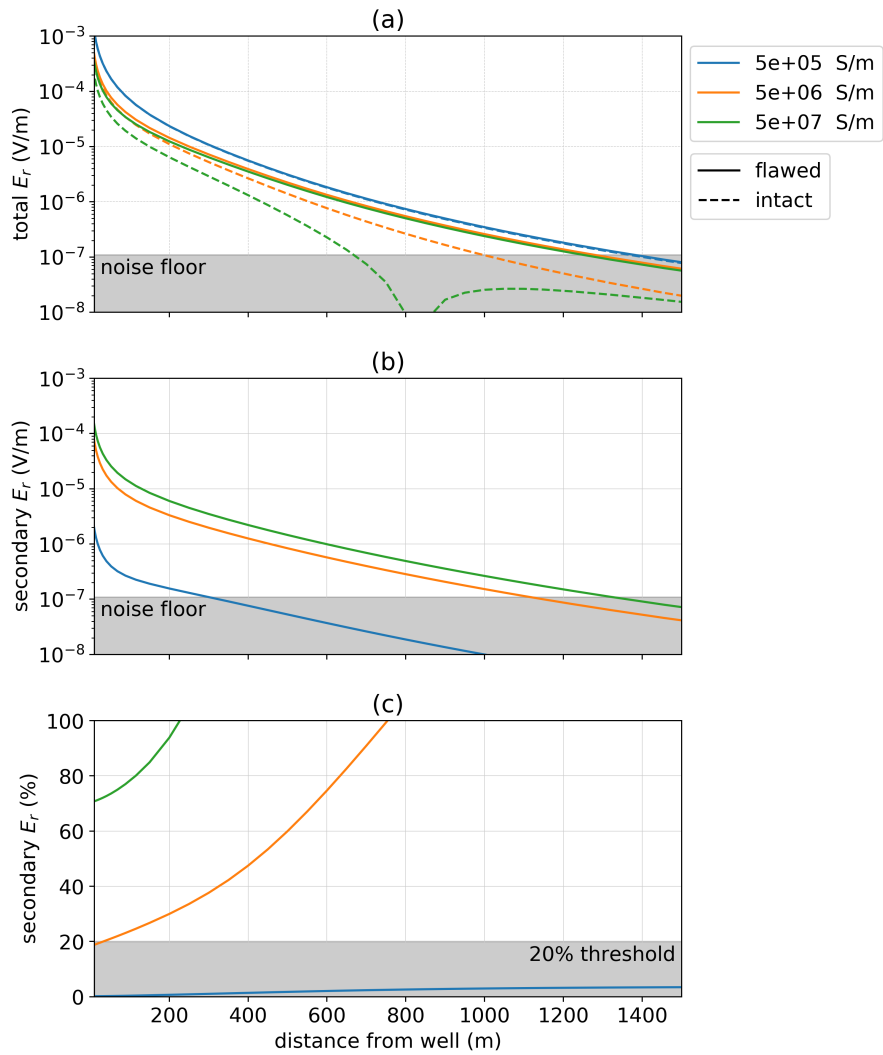 (a)
10⁻³
10⁻⁴
10⁻⁵
10⁻⁶
10⁻⁷
10⁻⁸
total Eᵣ (V/m)
noise floor
5e+05 S/m
5e+06 S/m
5e+07 S/m
flawed
intact
(b)
10⁻³
10⁻⁴
10⁻⁵
10⁻⁶
10⁻⁷
10⁻⁸
secondary Eᵣ (V/m)
noise floor
(c)
100
80
60
40
20
0
secondary Eᵣ (%)
20% threshold
200 400 600 800 1000 1200 1400
distance from well (m)